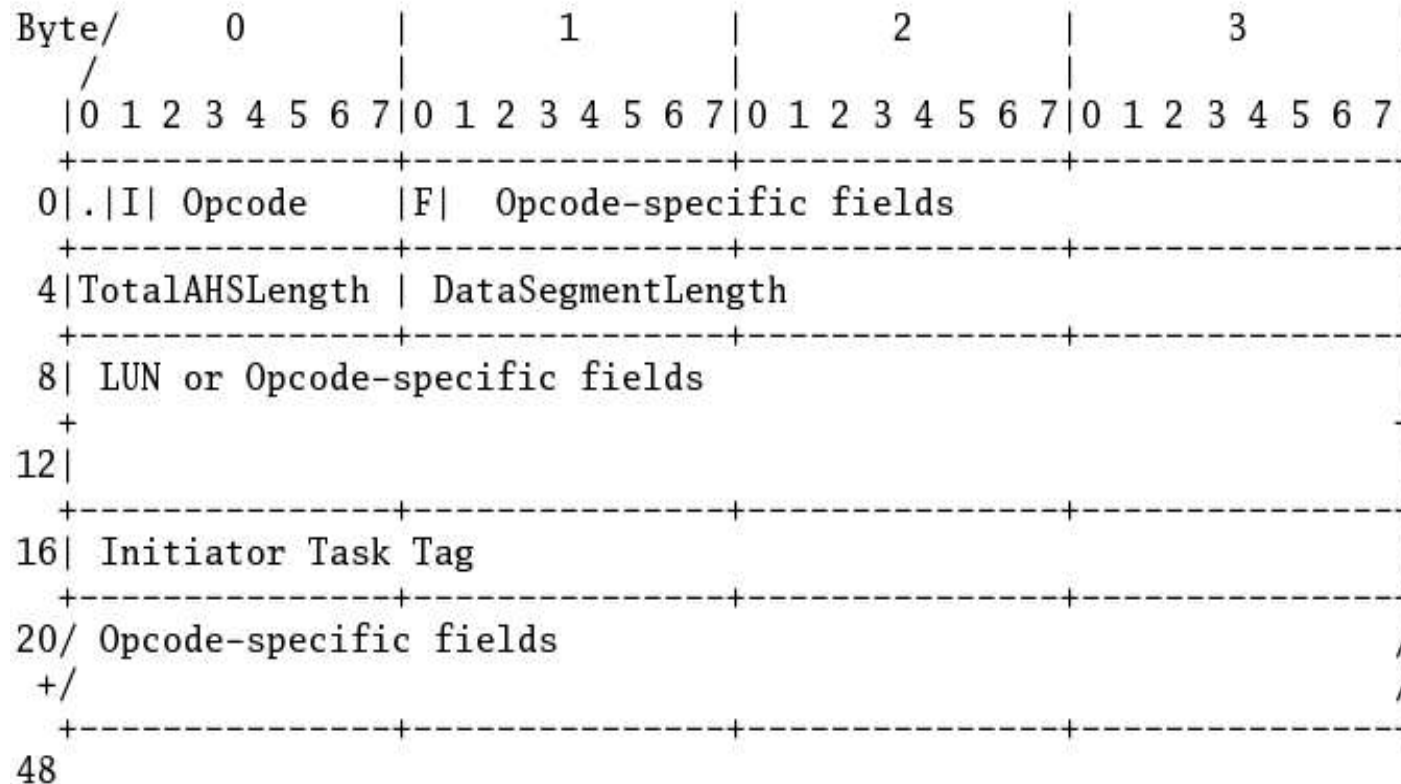 Byte/     0       |       1       |       2       |       3
   /              |               |               |
  |0 1 2 3 4 5 6 7|0 1 2 3 4 5 6 7|0 1 2 3 4 5 6 7|0 1 2 3 4 5 6 7
  +---------------+---------------+---------------+---------------
 0|.|I| Opcode    |F|  Opcode-specific fields
  +---------------+---------------+---------------+---------------
 4|TotalAHSLength | DataSegmentLength
  +---------------+---------------+---------------+---------------
 8| LUN or Opcode-specific fields
  +                                                               -
12|
  +---------------+---------------+---------------+---------------
16| Initiator Task Tag
  +---------------+---------------+---------------+---------------
20/ Opcode-specific fields                                        /
 +/                                                               /
  +---------------+---------------+---------------+---------------
48